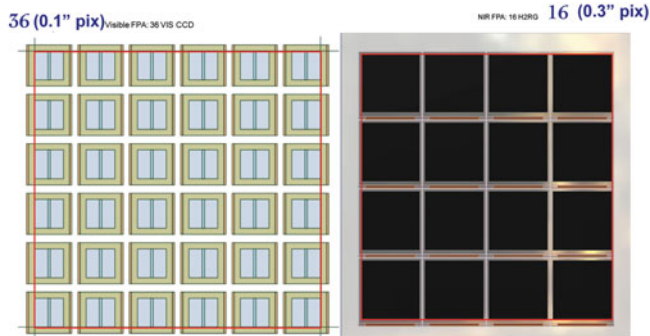 36 (0.1” pix) Visible FPA: 36 VIS CCD
NIR FPA: 16 H2RG 16 (0.3” pix)